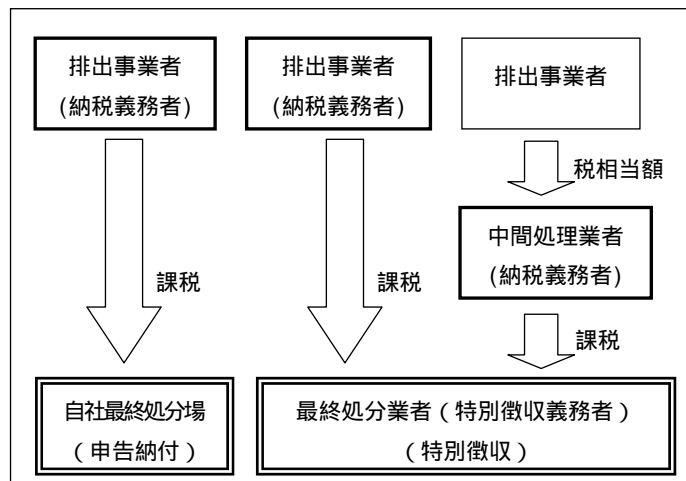 排出事業者
(納税義務者)
排出事業者
(納税義務者)
排出事業者
税相当額
中間処理業者
(納税義務者)
課税
課税
課税
自社最終処分場
（申告納付）
最終処分業者（特別徴収義務者）
（特別徴収）